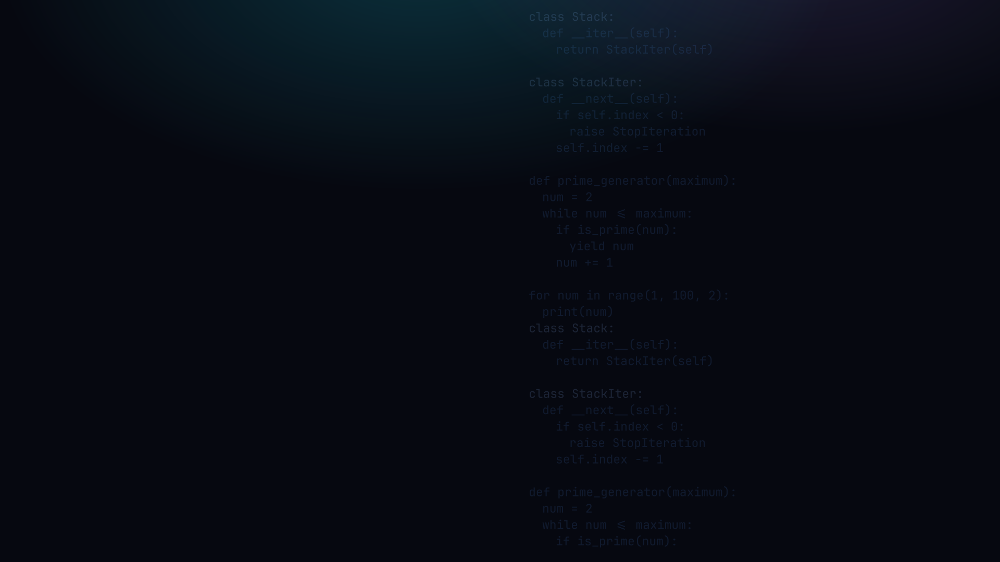 class Stack:
def __iter__(self):
return StackIter(self)
class StackIter:
def __next__(self):
if self.index < 0:
raise StopIteration
self.index -= 1
def prime_generator(maximum):
num = 2
while num <= maximum:
if is_prime(num):
yield num
num += 1
for num in range(1, 100, 2):
print(num)
class Stack:
def __iter__(self):
return StackIter(self)
class StackIter:
def __next__(self):
if self.index < 0:
raise StopIteration
self.index -= 1
def prime_generator(maximum):
num = 2
while num <= maximum:
if is_prime(num):